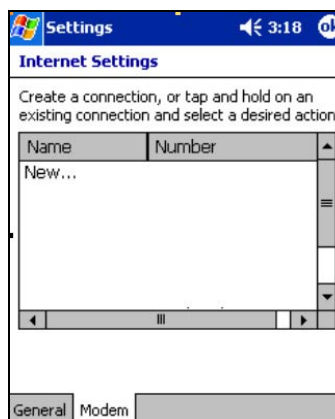 Settings 3:18 ok
Internet Settings
Create a connection, or tap and hold on an
existing connection and select a desired action
Name Number
New...
General Modem